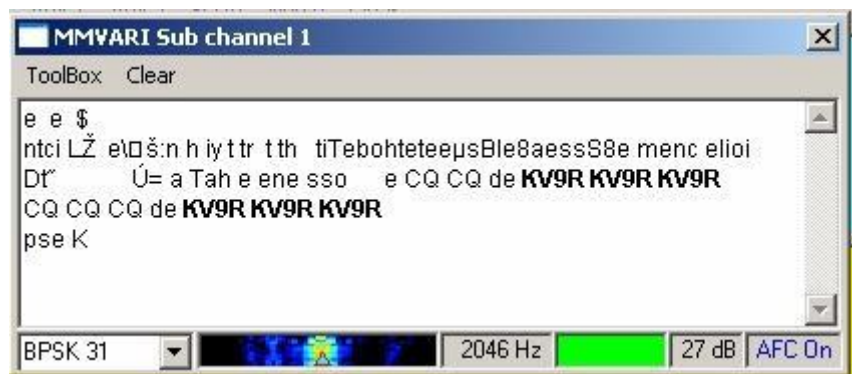 MMVARI Sub channel 1
ToolBox Clear
e e $
ntci LŽ e\¤š:n h iy t tr t th tiTebohteteeµsBle8aessS8e menc elioi
Dť˝ Ú= a Tah e ene sso e CQ CQ de KV9R KV9R KV9R
CQ CQ CQ de KV9R KV9R KV9R
pse K
BPSK 31 2046 Hz 27 dB AFC On